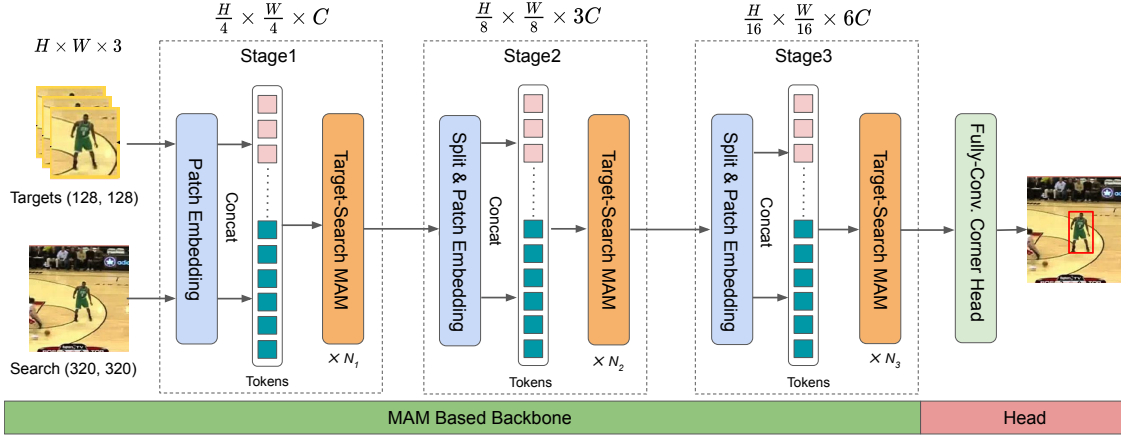 H × W × 3
H/4 × W/4 × C
H/8 × W/8 × 3C
H/16 × W/16 × 6C
Stage1
Stage2
Stage3
Targets (128, 128)
Search (320, 320)
Patch Embedding
Concat
Target-Search MAM
× N₁
Tokens
Split & Patch Embedding
Concat
Target-Search MAM
× N₂
Tokens
Split & Patch Embedding
Concat
Target-Search MAM
× N₃
Tokens
Fully-Conv. Corner Head
MAM Based Backbone
Head